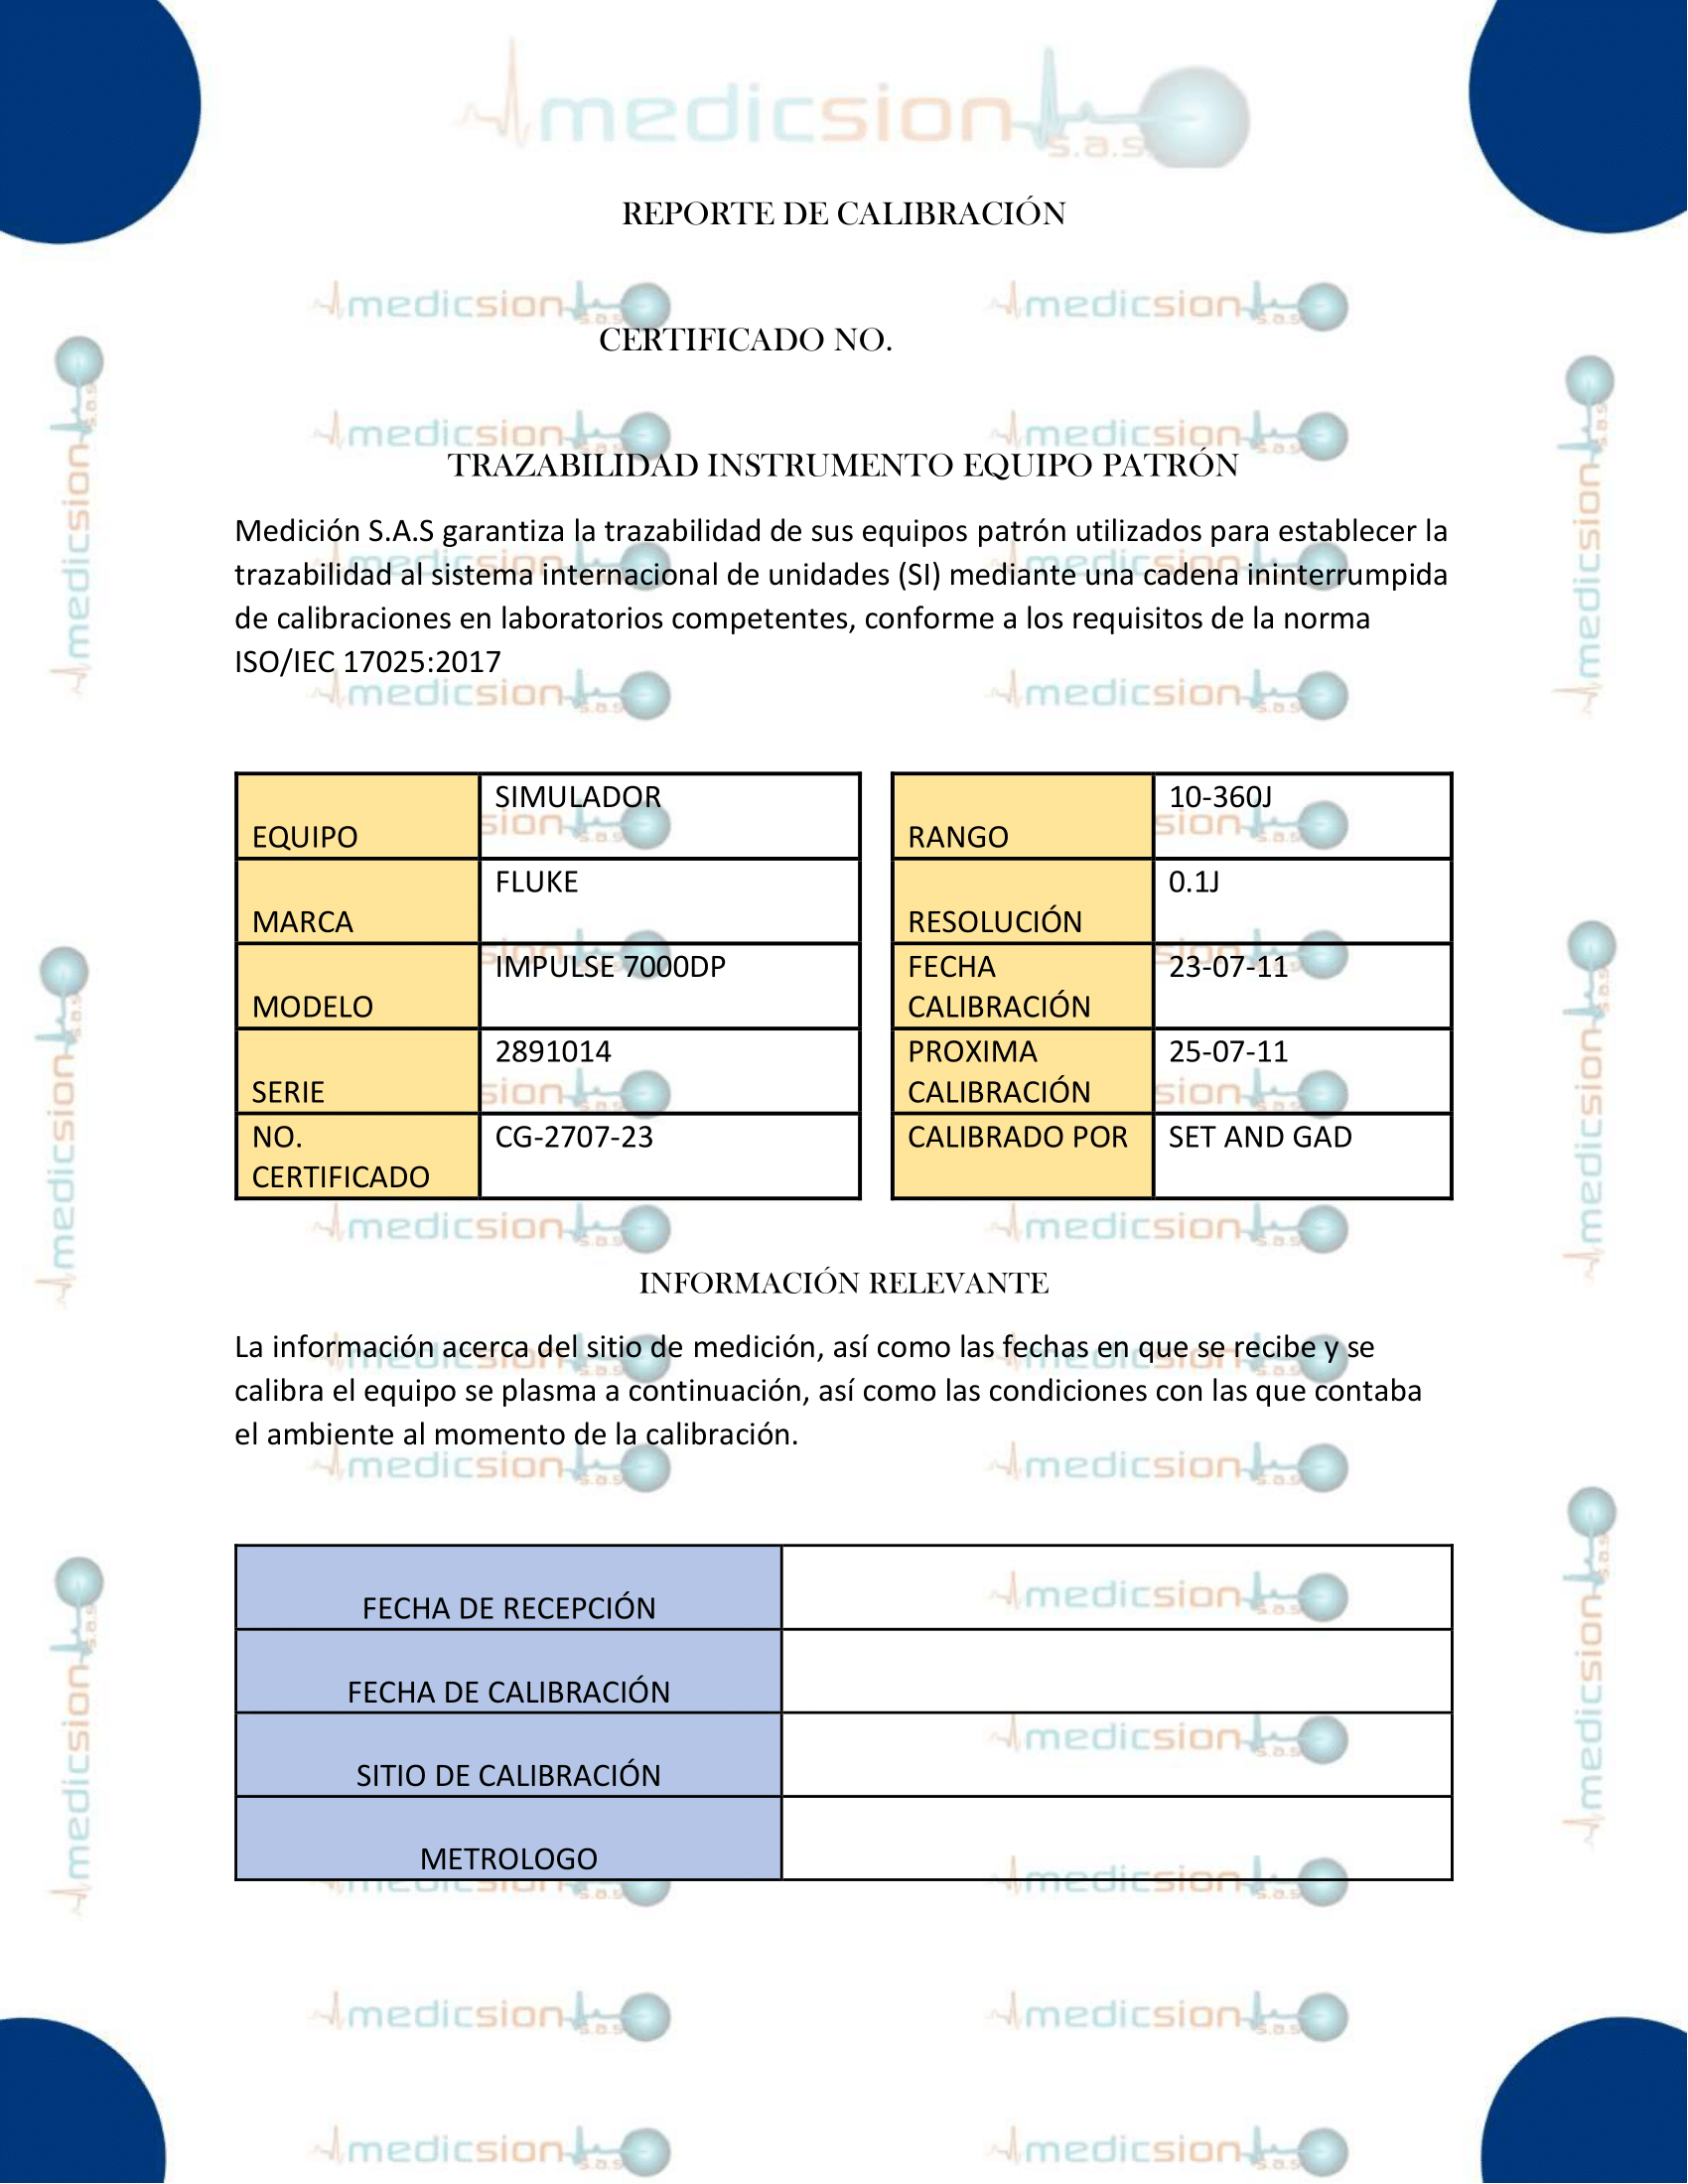 medicsion s.a.s
REPORTE DE CALIBRACIÓN
CERTIFICADO NO.
TRAZABILIDAD INSTRUMENTO EQUIPO PATRÓN
Medición S.A.S garantiza la trazabilidad de sus equipos patrón utilizados para establecer la
trazabilidad al sistema internacional de unidades (SI) mediante una cadena ininterrumpida
de calibraciones en laboratorios competentes, conforme a los requisitos de la norma
ISO/IEC 17025:2017
EQUIPO SIMULADOR
MARCA FLUKE
MODELO IMPULSE 7000DP
SERIE 2891014
NO. CERTIFICADO CG-2707-23
RANGO 10-360J
RESOLUCIÓN 0.1J
FECHA CALIBRACIÓN 23-07-11
PROXIMA CALIBRACIÓN 25-07-11
CALIBRADO POR SET AND GAD
INFORMACIÓN RELEVANTE
La información acerca del sitio de medición, así como las fechas en que se recibe y se
calibra el equipo se plasma a continuación, así como las condiciones con las que contaba
el ambiente al momento de la calibración.
FECHA DE RECEPCIÓN
FECHA DE CALIBRACIÓN
SITIO DE CALIBRACIÓN
METROLOGO